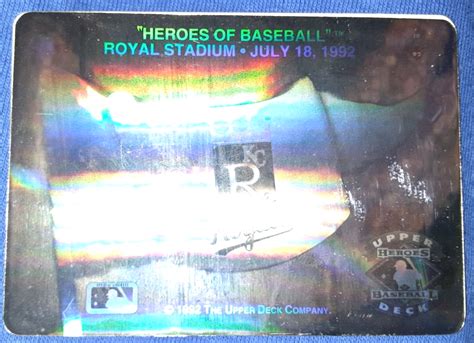 "HEROES OF BASEBALL"™
ROYAL STADIUM • JULY 18, 1992
KC
R
Royals
UPPER
HEROES
BASEBALL
DECK
© 1992 THE UPPER DECK COMPANY.